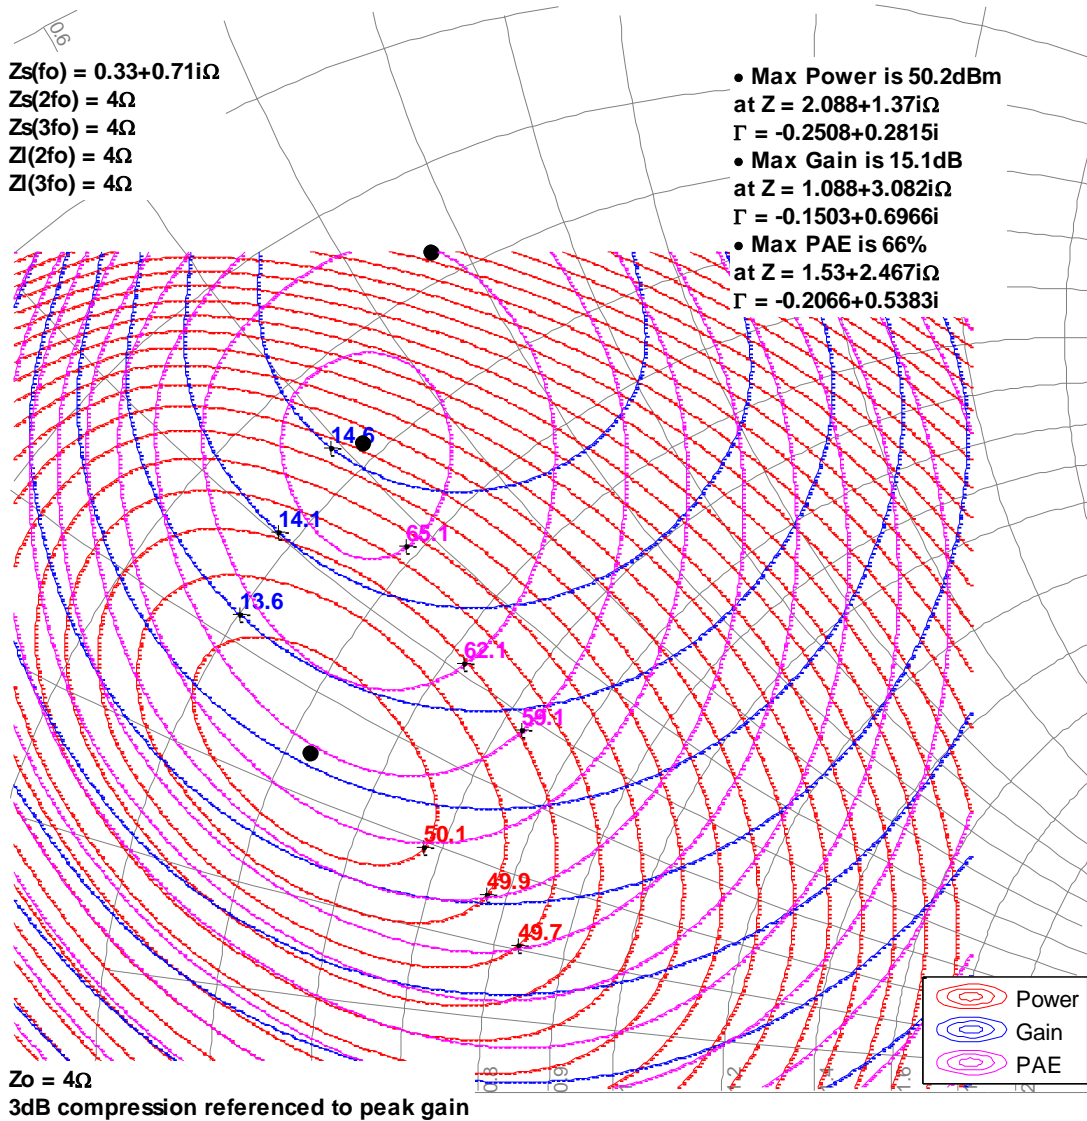 0.6
Zs(fo) = 0.33+0.71iΩ
Zs(2fo) = 4Ω
Zs(3fo) = 4Ω
Zl(2fo) = 4Ω
Zl(3fo) = 4Ω
• Max Power is 50.2dBm
at Z = 2.088+1.37iΩ
Γ = -0.2508+0.2815i
• Max Gain is 15.1dB
at Z = 1.088+3.082iΩ
Γ = -0.1503+0.6966i
• Max PAE is 66%
at Z = 1.53+2.467iΩ
Γ = -0.2066+0.5383i
14.6
14.1
65.1
13.6
62.1
59.1
50.1
49.9
49.7
Power
Gain
PAE
0.8
0.9
1.4
1.6
Zo = 4Ω
3dB compression referenced to peak gain